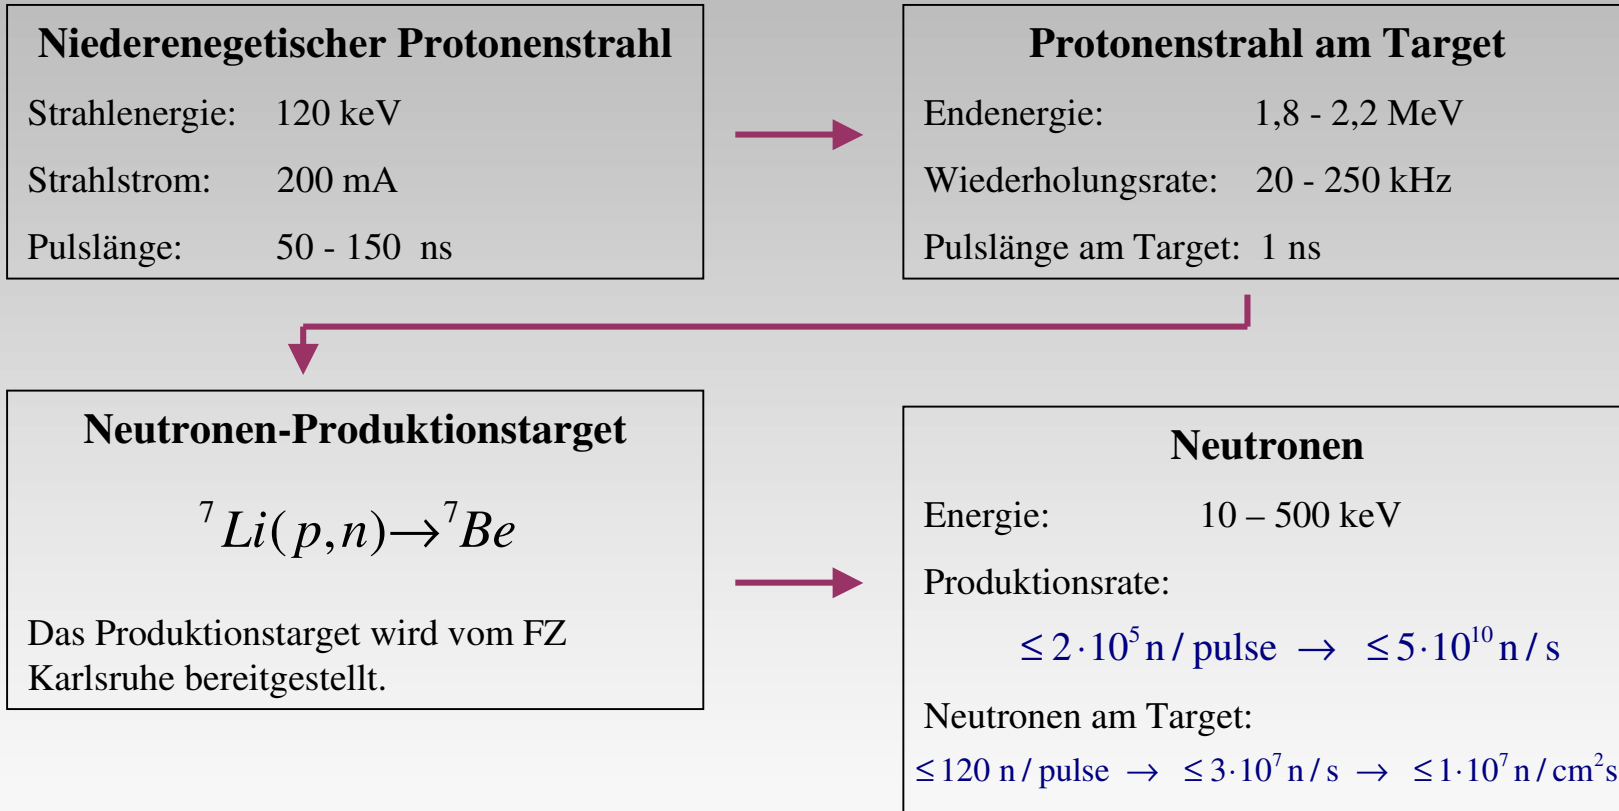 Niederenegetischer Protonenstrahl
Strahlenergie: 120 keV
Strahlstrom: 200 mA
Pulslänge: 50 - 150 ns
Protonenstrahl am Target
Endenergie: 1,8 - 2,2 MeV
Wiederholungsrate: 20 - 250 kHz
Pulslänge am Target: 1 ns
Neutronen-Produktionstarget
⁷Li(p,n)→⁷Be
Das Produktionstarget wird vom FZ
Karlsruhe bereitgestellt.
Neutronen
Energie: 10 – 500 keV
Produktionsrate:
≤ 2·10⁵ n / pulse → ≤ 5·10¹⁰ n / s
Neutronen am Target:
≤ 120 n / pulse → ≤ 3·10⁷ n / s → ≤ 1·10⁷ n / cm²s